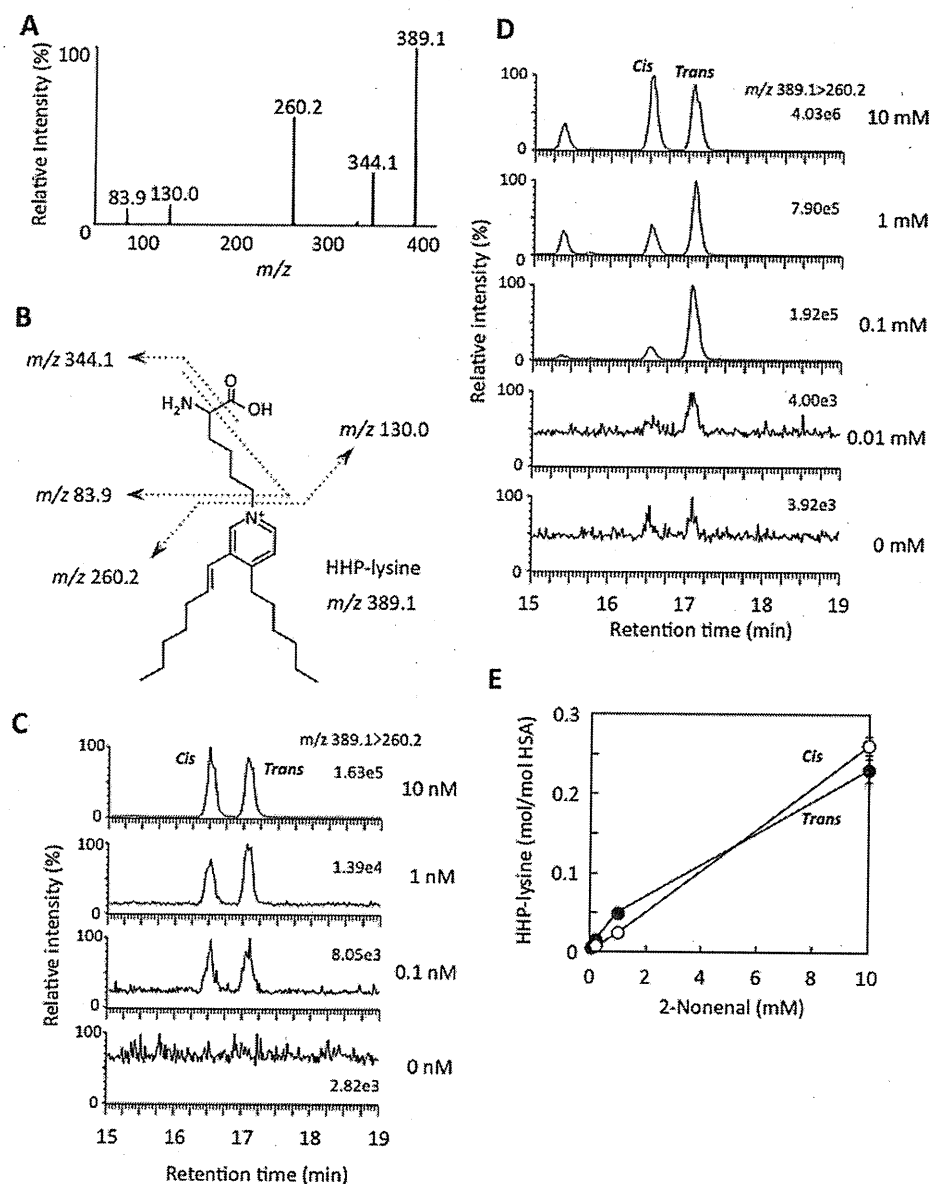 A
Relative Intensity (%)
100
0
83.9
130.0
260.2
344.1
389.1
100
200
300
400
m/z
B
m/z 344.1
O
H₂N
OH
m/z 130.0
m/z 83.9
N⁺
m/z 260.2
HHP-lysine
m/z 389.1
C
Relative intensity (%)
100
Cis
Trans
m/z 389.1>260.2
1.63e5
10 nM
0
100
1.39e4
1 nM
0
100
8.05e3
0.1 nM
0
100
0 nM
2.82e3
0
15 16 17 18 19
Retention time (min)
D
Relative intensity (%)
100
Cis
Trans
m/z 389.1>260.2
4.03e6
10 mM
0
100
7.90e5
1 mM
0
100
1.92e5
0.1 mM
0
100
4.00e3
0.01 mM
0
100
3.92e3
0 mM
0
15 16 17 18 19
Retention time (min)
E
HHP-lysine (mol/mol HSA)
0.3
0.2
0.1
0
Cis
Trans
0 2 4 6 8 10
2-Nonenal (mM)